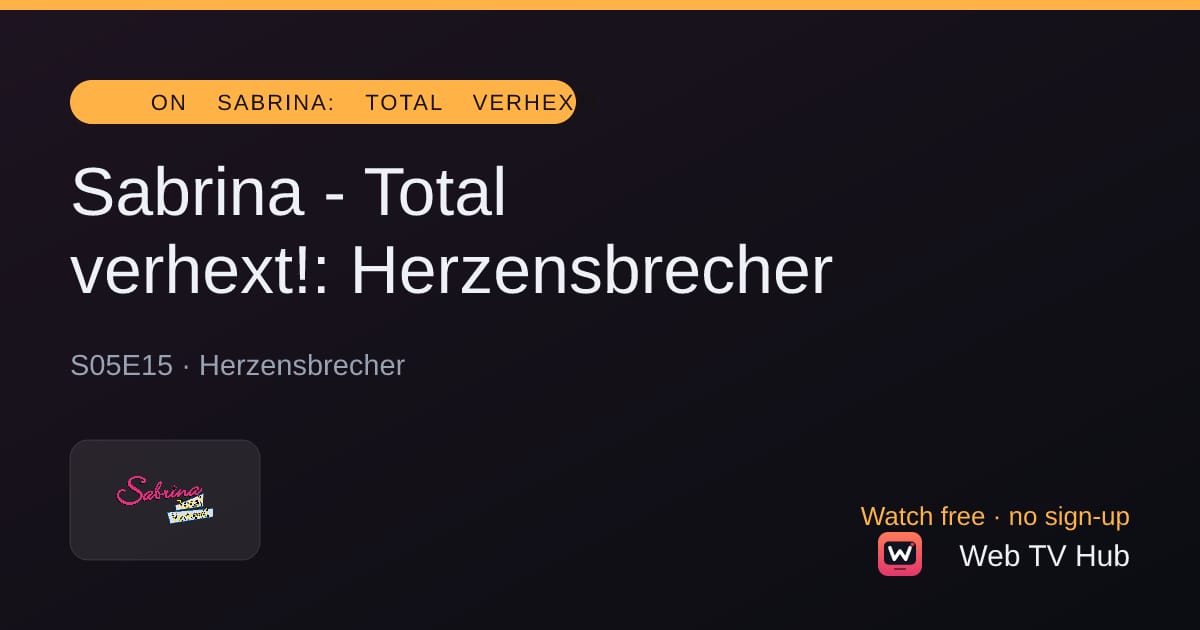 ON SABRINA: TOTAL VERHEX
Sabrina - Total
verhext!: Herzensbrecher
S05E15 · Herzensbrecher
Sabrina
Watch free · no sign-up
W
Web TV Hub